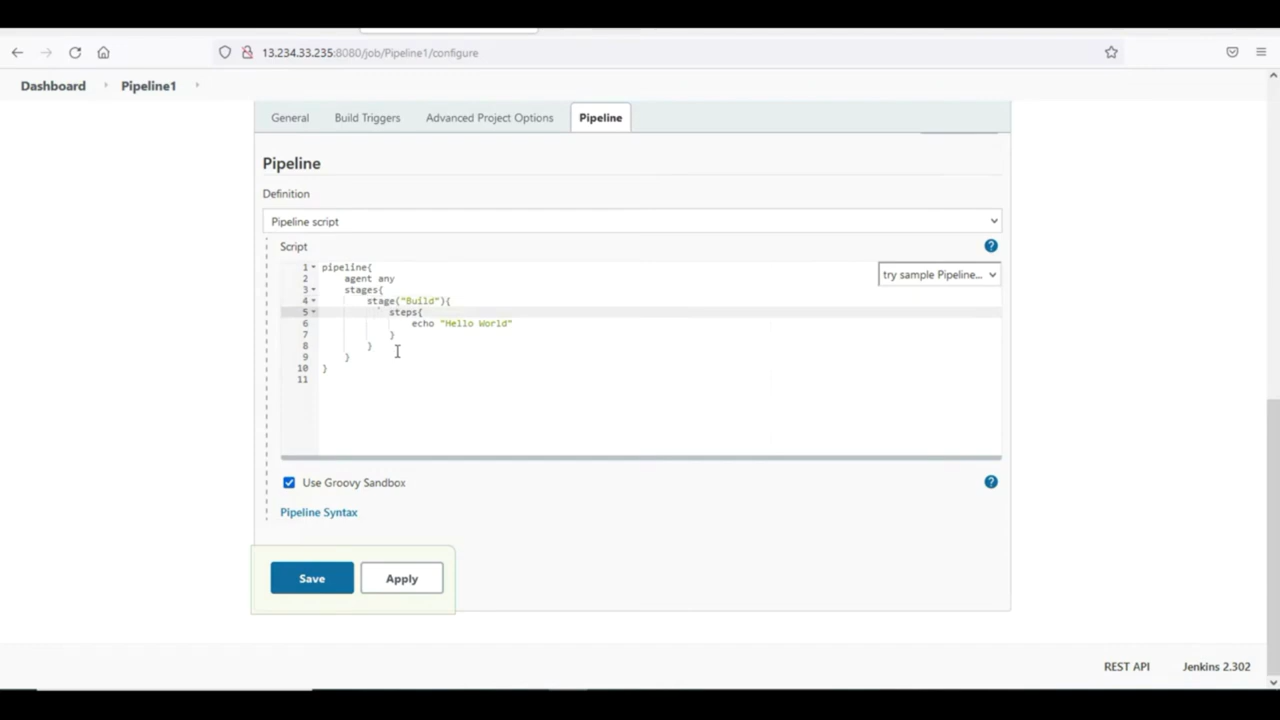 13.234.33.235:8080/job/Pipeline1/configure
Dashboard Pipeline1
General Build Triggers Advanced Project Options Pipeline
Pipeline
Definition
Pipeline script
Script
try sample Pipeline...
1 pipeline{
2 agent any
3 stages{
4 stage("Build"){
5 ` steps{
6 echo "Hello World"
7 }
8 }
9 }
10 }
11
Use Groovy Sandbox
Pipeline Syntax
Save Apply
REST API Jenkins 2.302